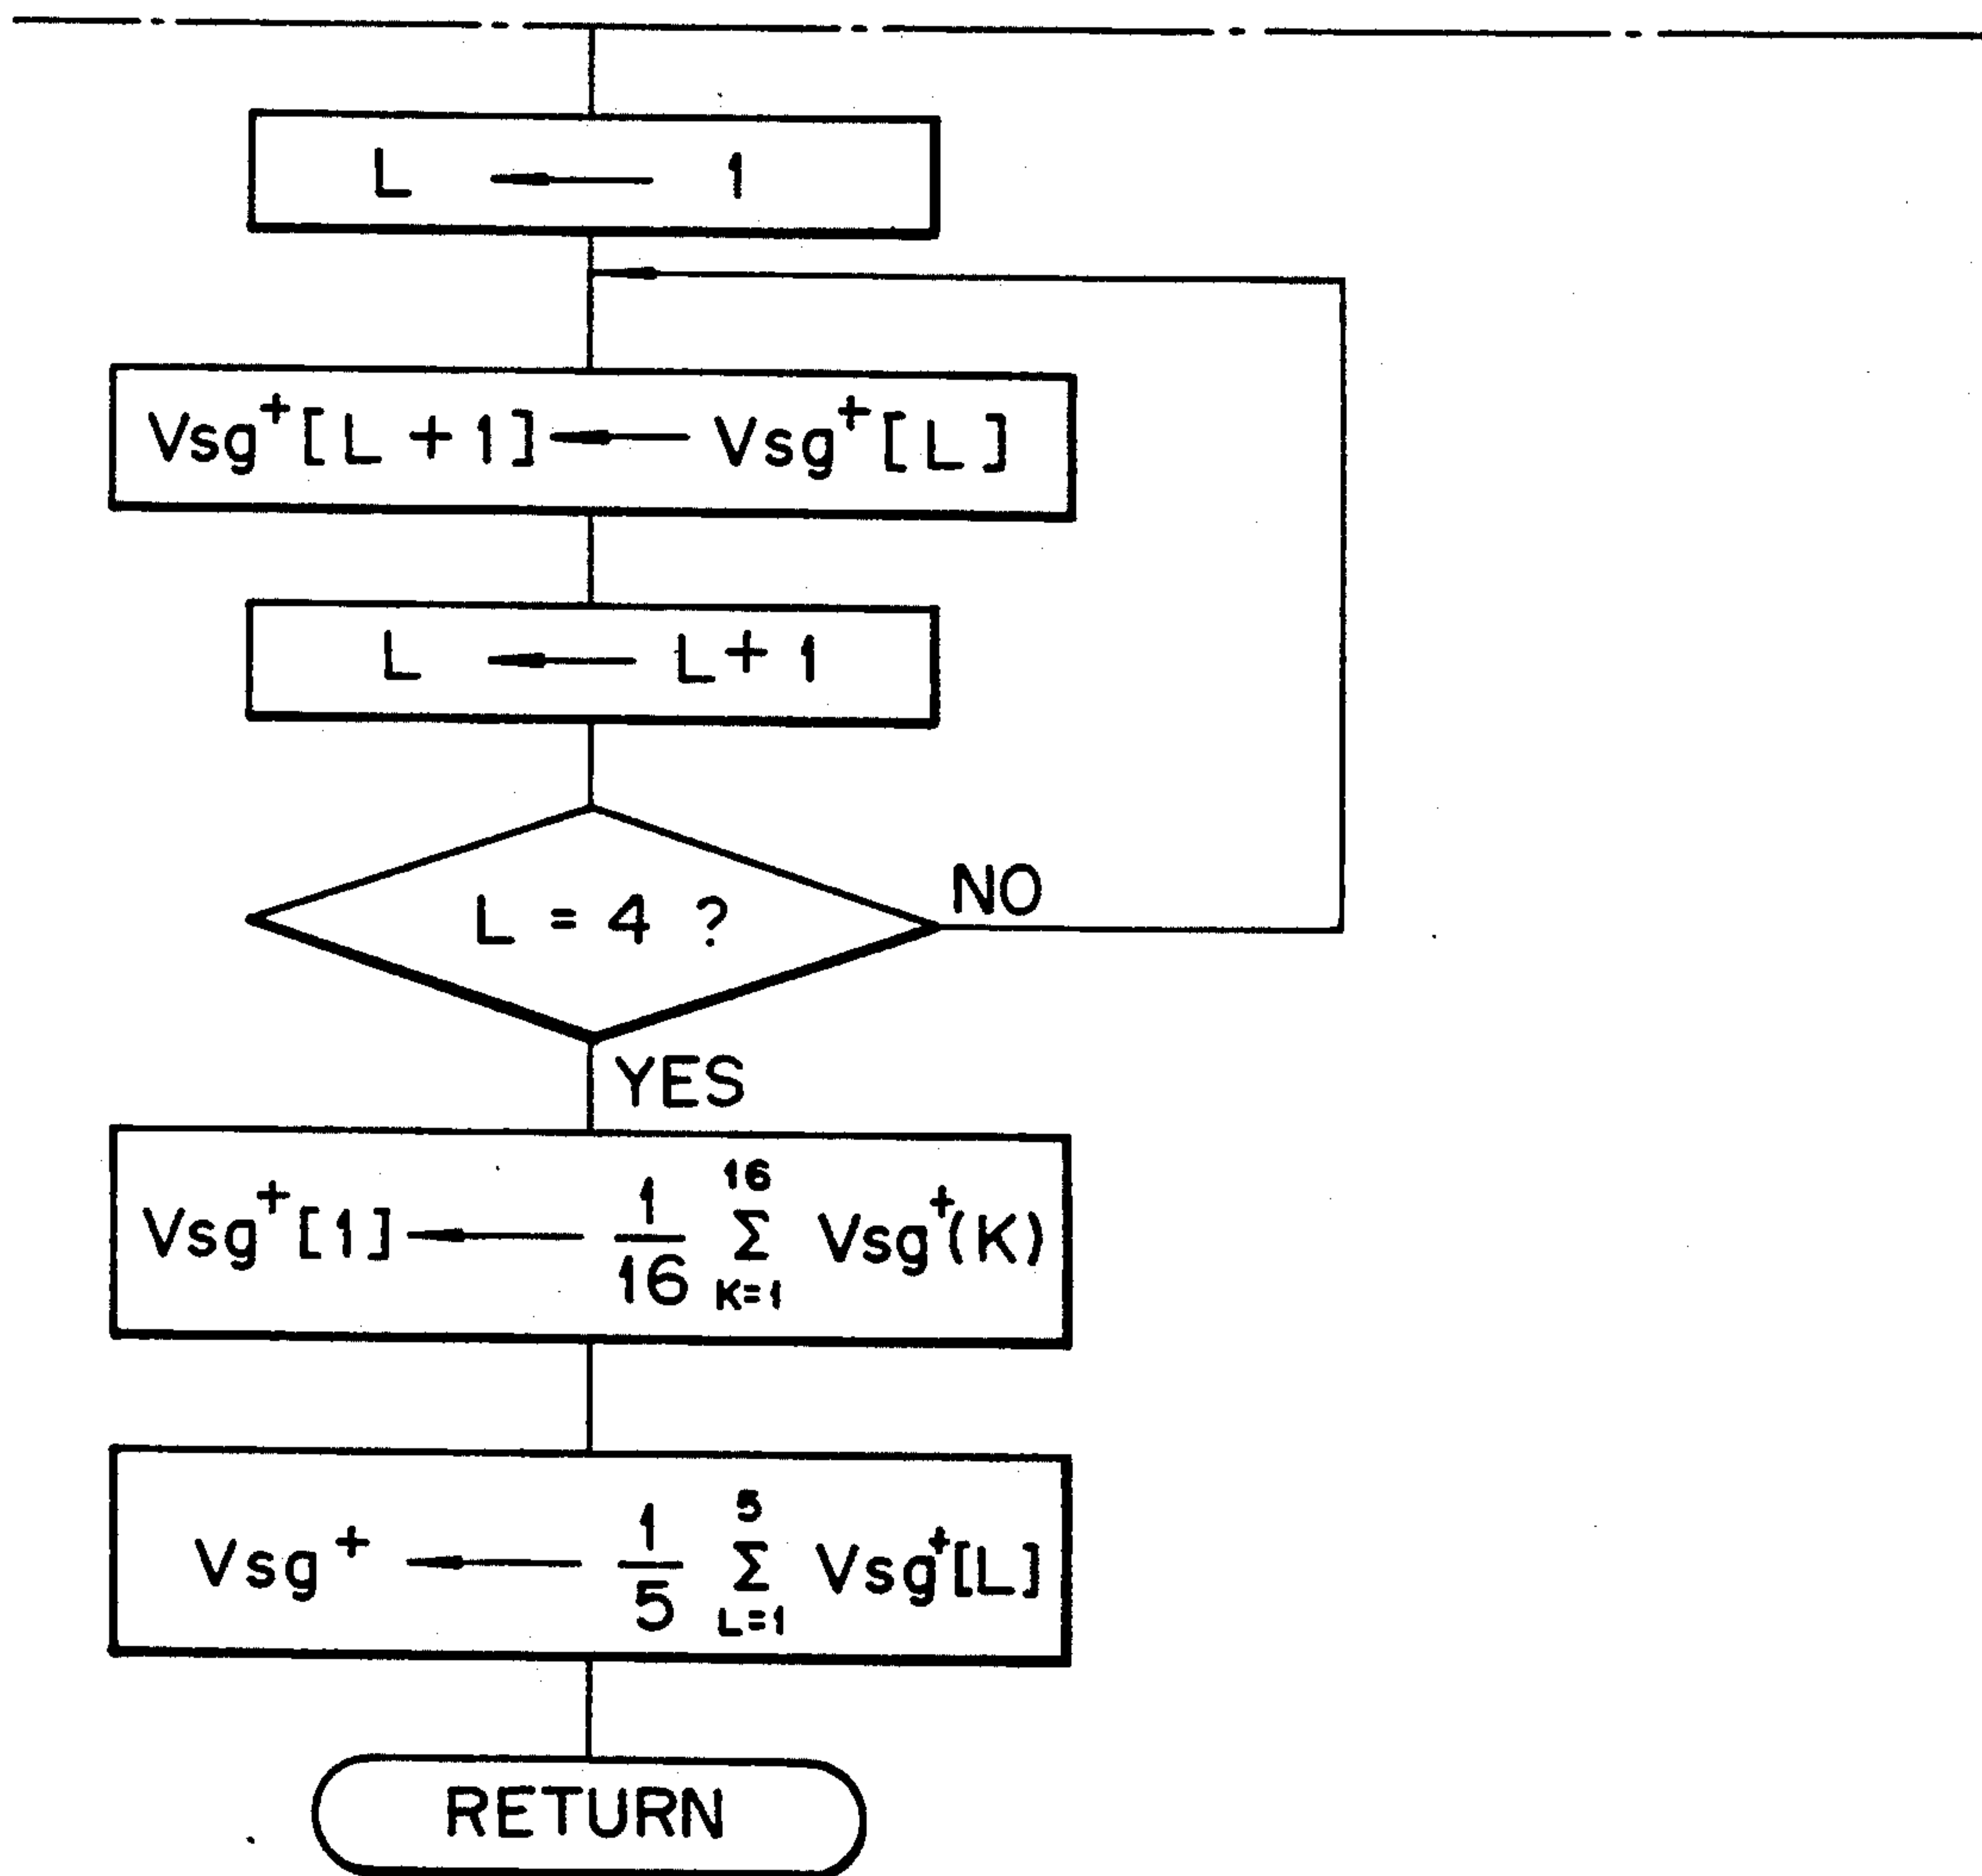 L ← 1
Vsg⁺[L + 1] ← Vsg⁺[L]
L ← L + 1
L = 4 ?
NO
YES
Vsg⁺[1] ← 1/16 16 Σ K=1 Vsg⁺(K)
Vsg⁺ ← 1/5 5 Σ L=1 Vsg⁺[L]
RETURN